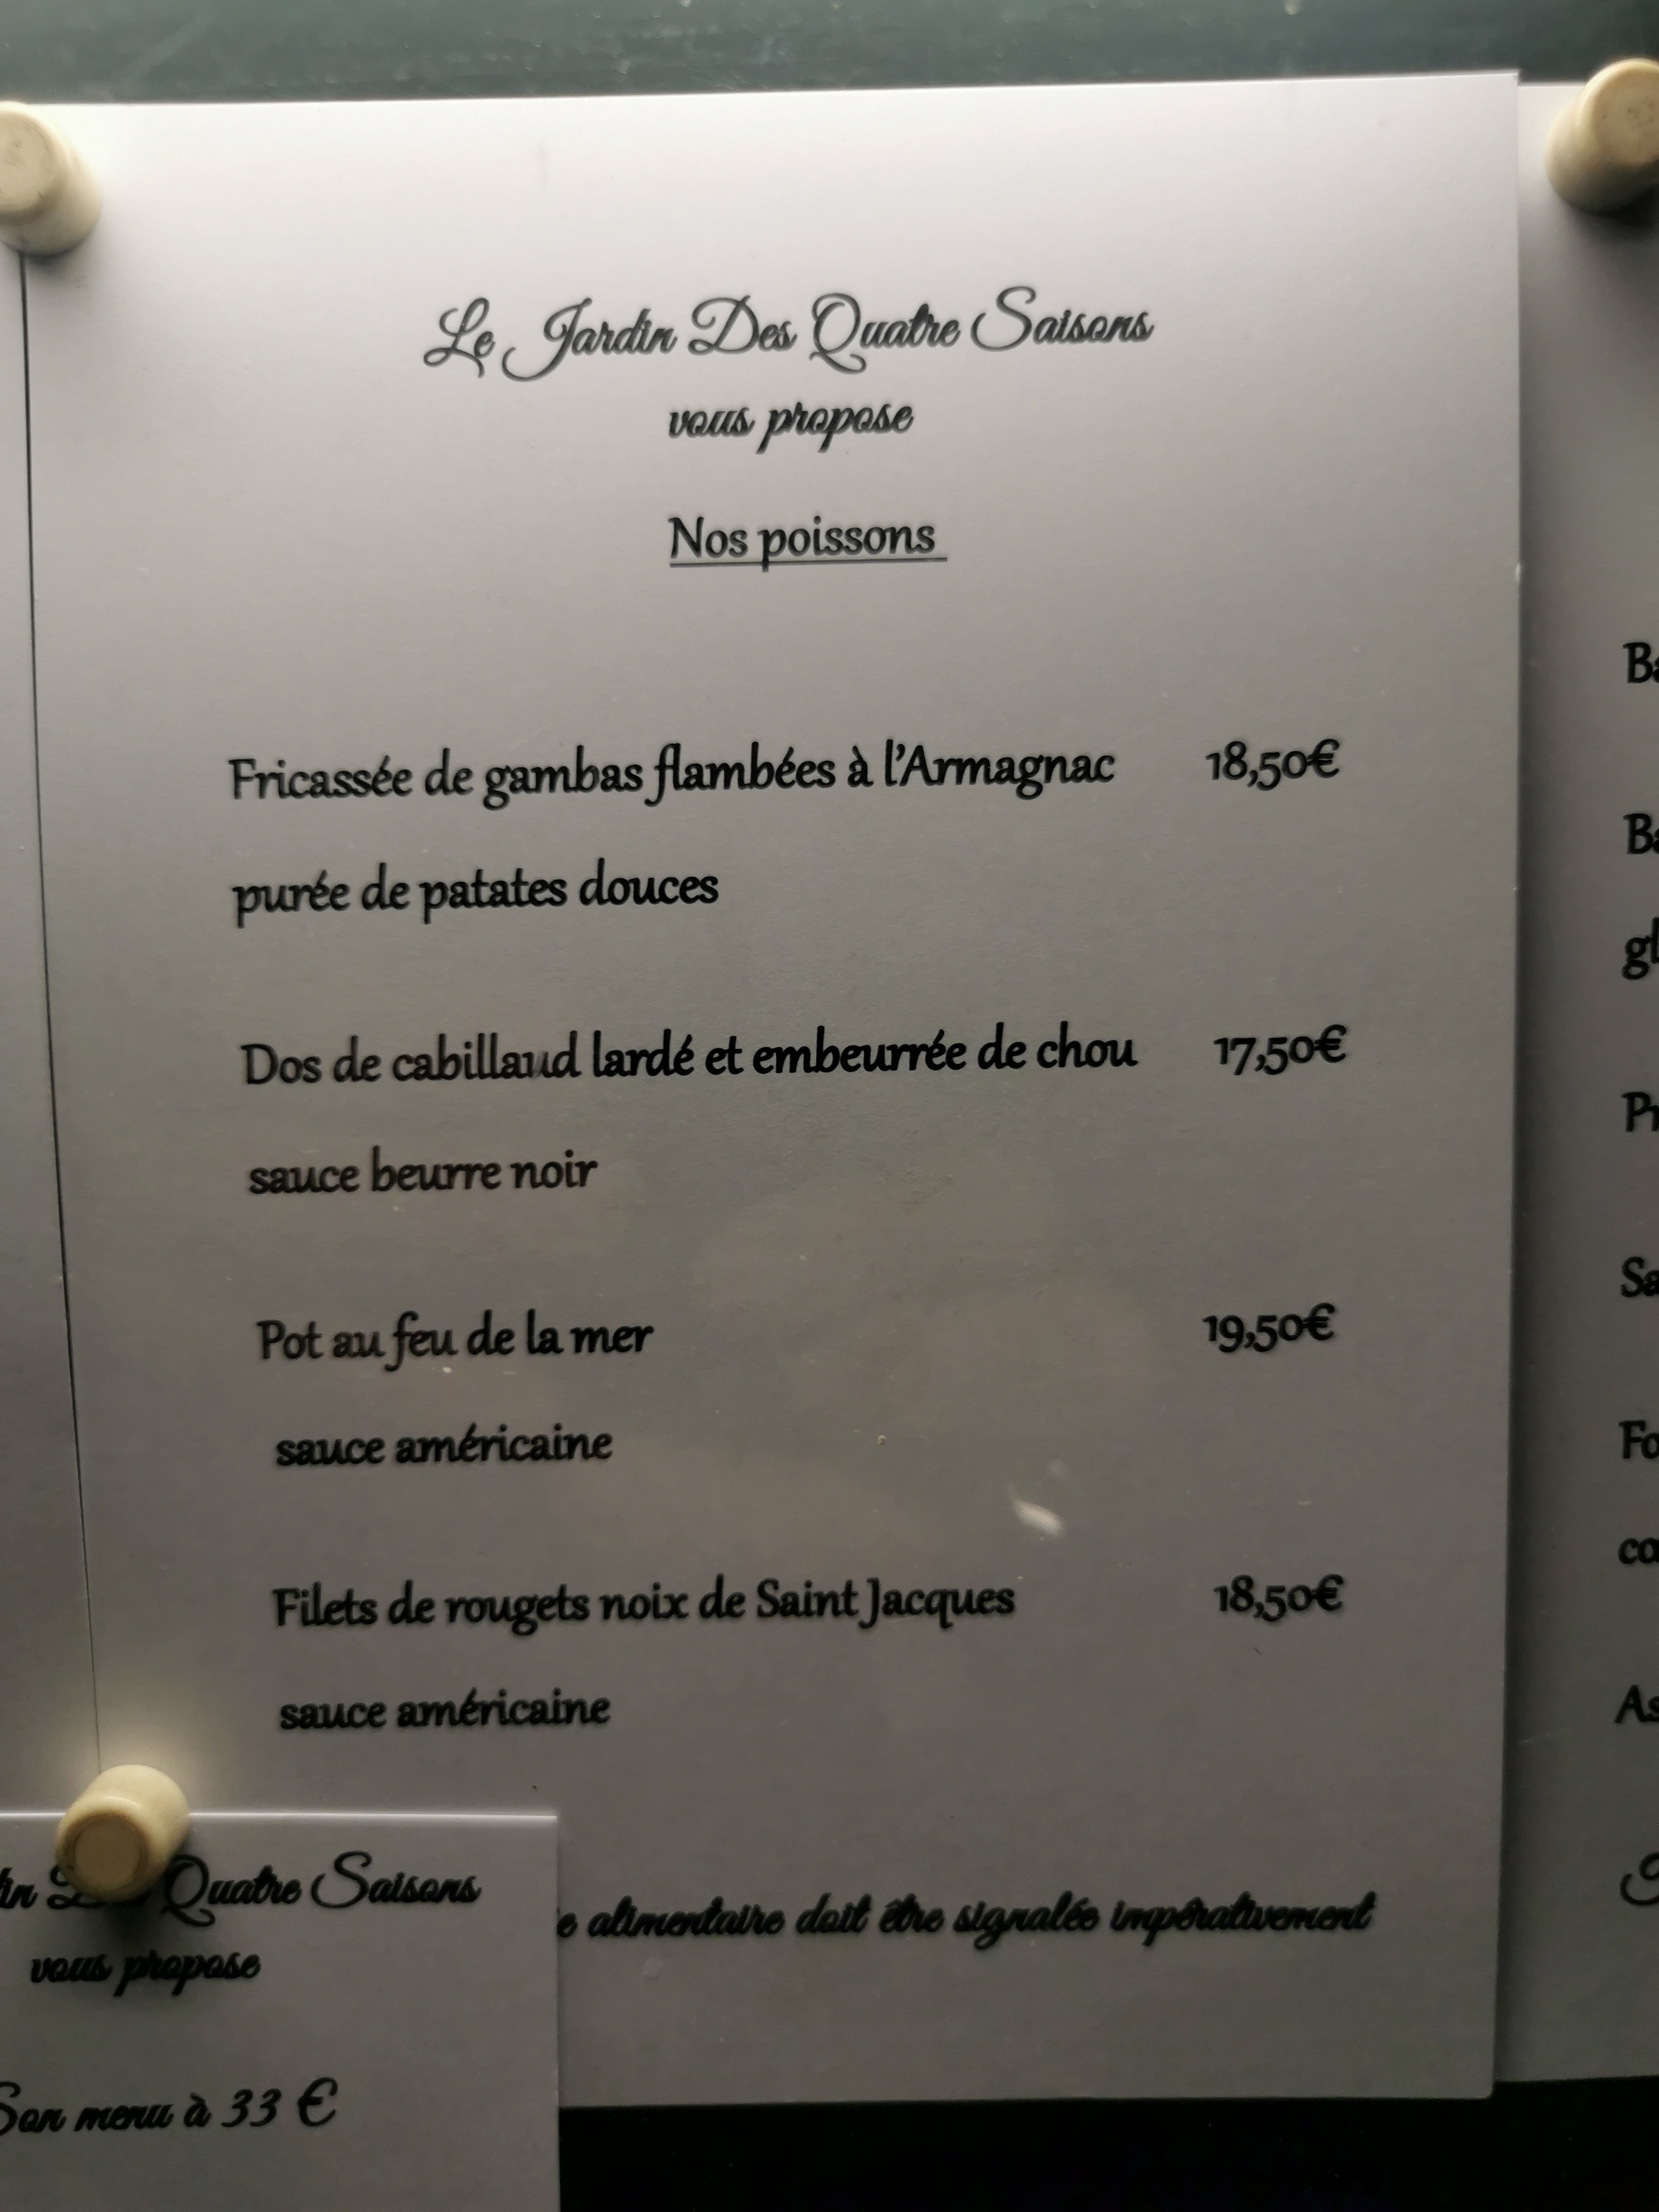 Le Jardin Des Quatre Saisons
vous propose
Nos poissons
Fricassée de gambas flambées à l'Armagnac 18,50€
purée de patates douces
Dos de cabillaud lardé et embeurrée de chou 17,50€
sauce beurre noir
Pot au feu de la mer 19,50€
sauce américaine
Filets de rougets noix de Saint Jacques 18,50€
sauce américaine
alimentaire doit être signalée impérativement
Quatre Saisons
vous propose
Son menu à 33 €